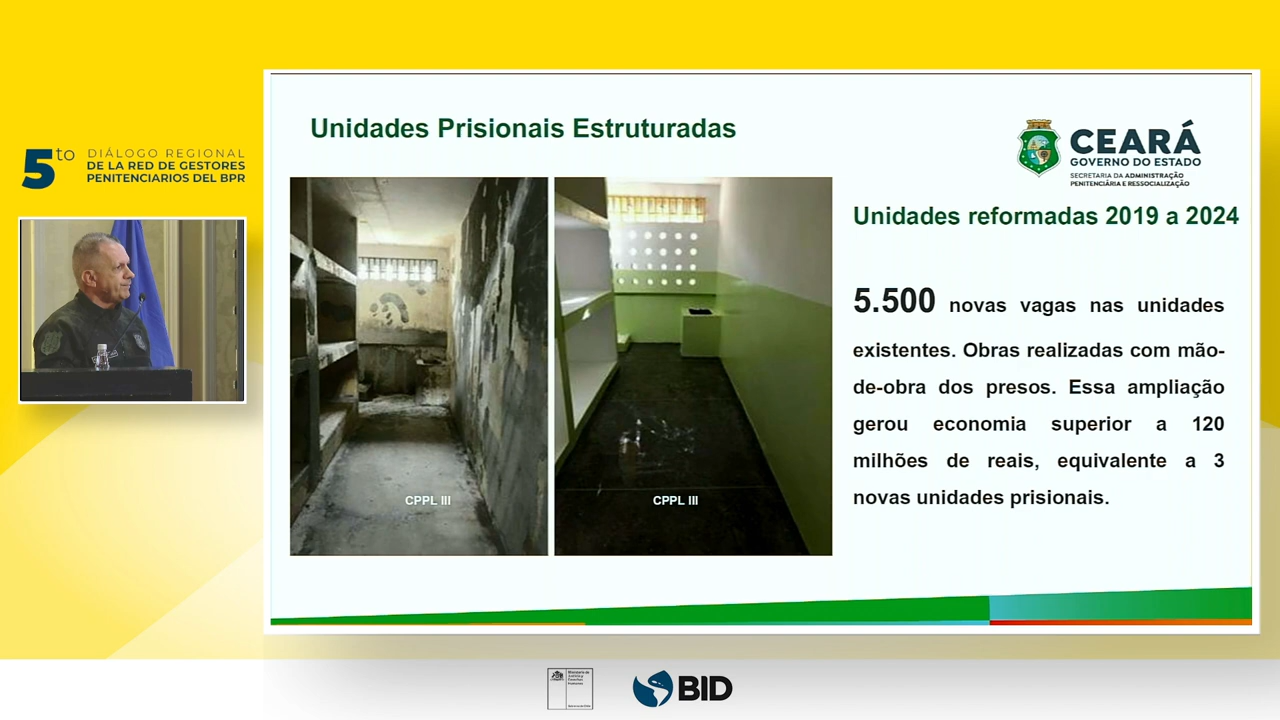 5to
DIÁLOGO REGIONAL
DE LA RED DE GESTORES
PENITENCIARIOS DEL BPR
Unidades Prisionais Estruturadas
CEARÁ
GOVERNO DO ESTADO
SECRETARIA DA ADMINISTRAÇÃO
PENITENCIÁRIA E RESSOCIALIZAÇÃO
Unidades reformadas 2019 a 2024
5.500 novas vagas nas unidades
existentes. Obras realizadas com mão-
de-obra dos presos. Essa ampliação
gerou economia superior a 120
milhões de reais, equivalente a 3
novas unidades prisionais.
CPPL III
CPPL III
BID